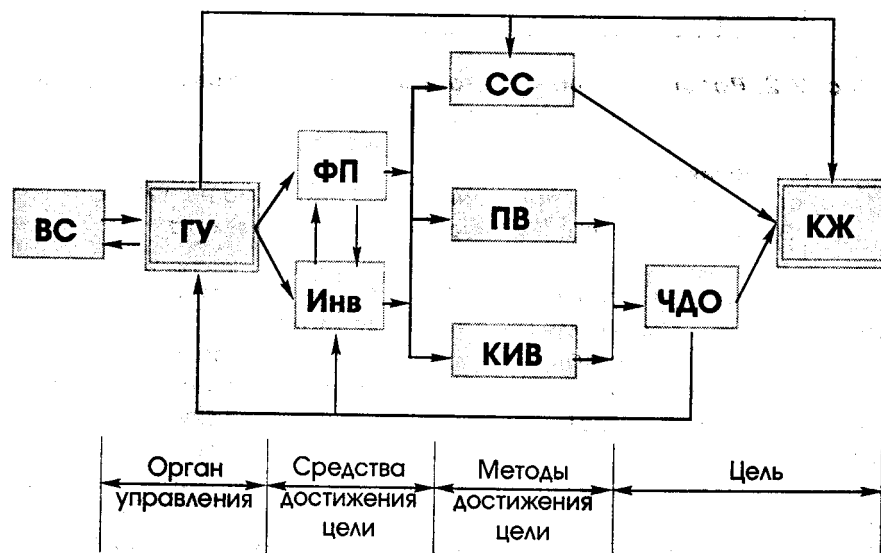 СС
ФП
ВС
ГУ
ПВ
КЖ
Инв
ЧДО
КИВ
Орган
управления
Средства
достижения
цели
Методы
достижения
цели
Цель